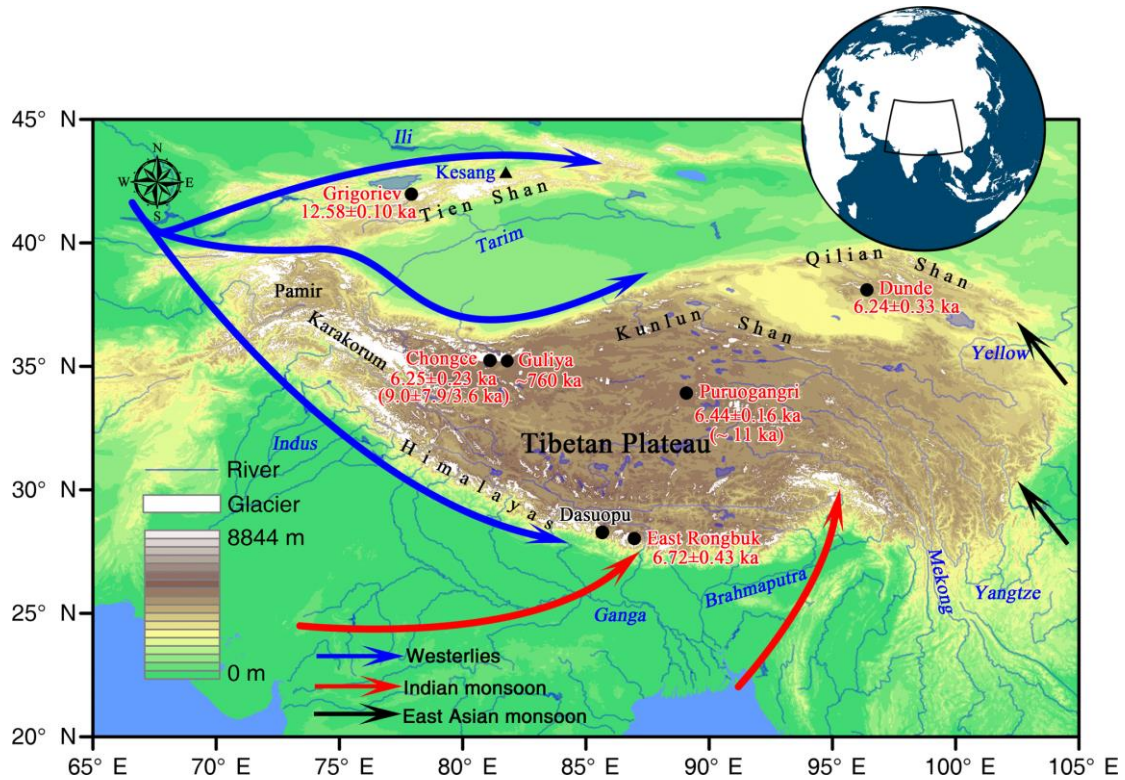 45° N
40° N
35° N
30° N
25° N
20° N
65° E
70° E
75° E
80° E
85° E
90° E
95° E
100° E
105° E
N
W
E
S
Ili
Kesang
Grigoriev
12.58±0.10 ka
Tien Shan
Tarim
Qilian Shan
Dunde
6.24±0.33 ka
Pamir
Karakorum
Kunlun Shan
Yellow
Chongce
6.25±0.23 ka
(9.0±7.9/3.6 ka)
Guliya
~760 ka
Puruogangri
6.44±0.16 ka
(~ 11 ka)
Tibetan Plateau
Indus
Himalayas
Dasuopu
East Rongbuk
6.72±0.43 ka
Brahmaputra
Ganga
Mekong
Yangtze
River
Glacier
8844 m
0 m
Westerlies
Indian monsoon
East Asian monsoon